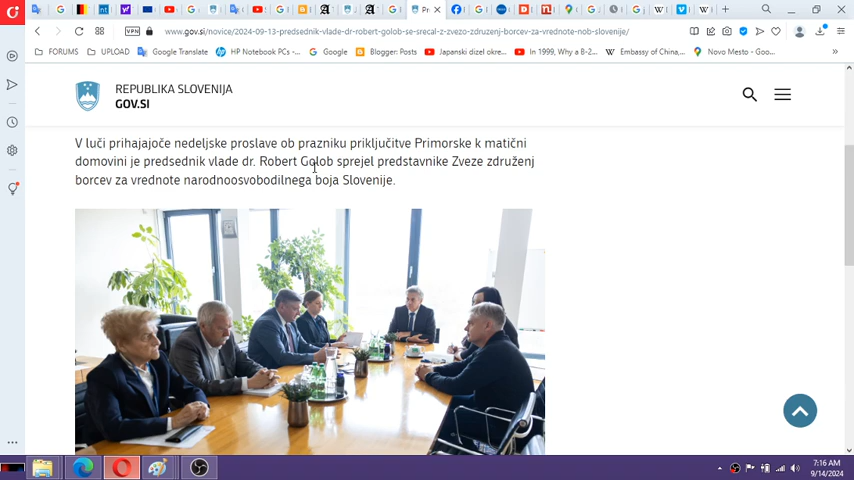 Pr
VPN
www.gov.si/novice/2024-09-13-predsednik-vlade-dr-robert-golob-se-srecal-z-zvezo-zdruzenj-borcev-za-vrednote-nob-slovenije/
FORUMS
UPLOAD
Google Translate
HP Notebook PCs -...
Google
Blogger: Posts
Japanski dizel okre...
In 1999, Why a B-2...
Embassy of China,...
Novo Mesto - Goo...
REPUBLIKA SLOVENIJA
GOV.SI
V luči prihajajoče nedeljske proslave ob prazniku priključitve Primorske k matični
domovini je predsednik vlade dr. Robert Golob sprejel predstavnike Zveze združenj
borcev za vrednote narodnoosvobodilnega boja Slovenije.
7:16 AM
9/14/2024